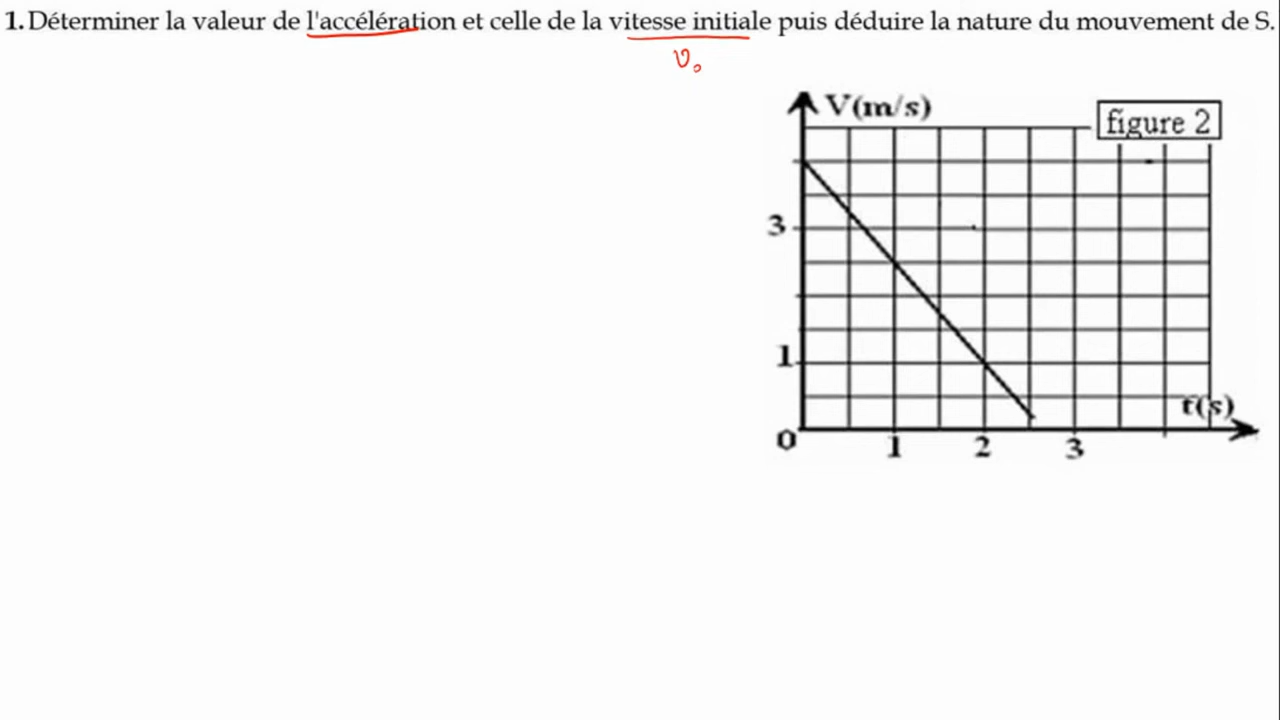 1. Déterminer la valeur de l'accélération et celle de la vitesse initiale puis déduire la nature du mouvement de S.
v₀
V(m/s)
figure 2
3
1
t(s)
0
1
2
3